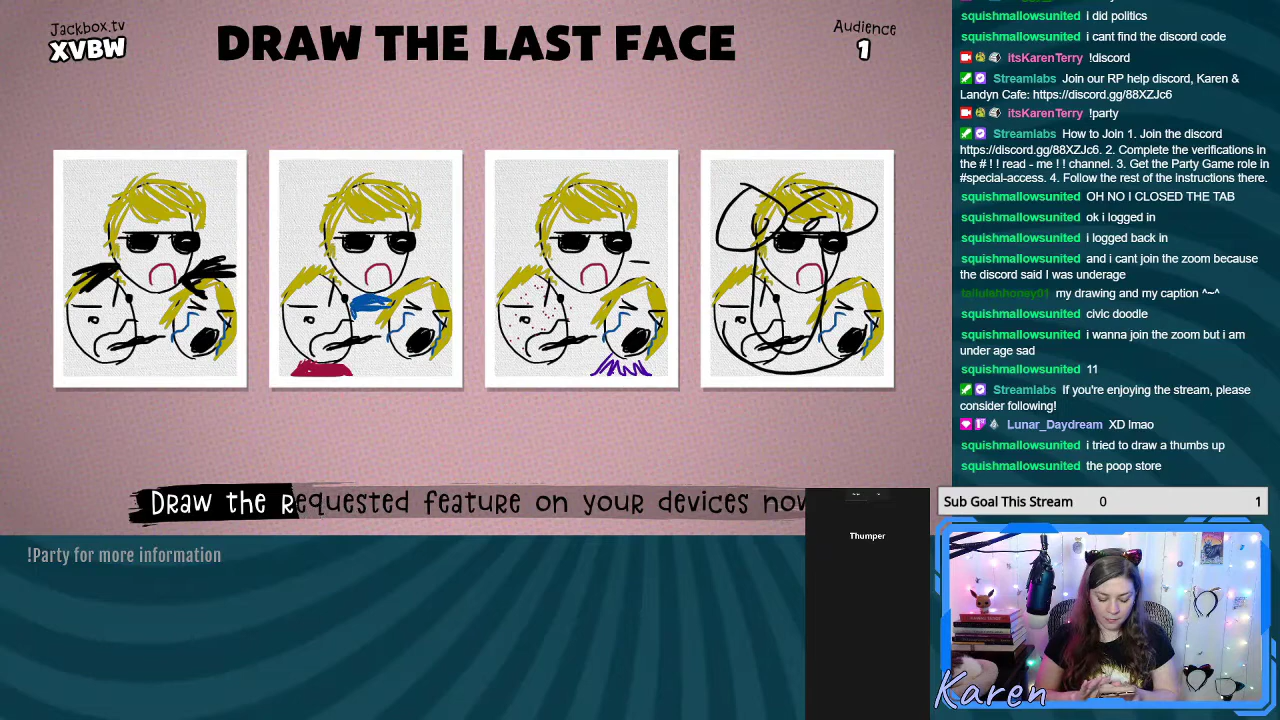 Jackbox.tv
XVBW
DRAW THE LAST FACE
Audience
1
Draw the requested feature on your devices now
!Party for more information
Thumper
squishmallowsunited i did politics
squishmallowsunited i cant find the discord code
itsKarenTerry !discord
Streamlabs Join our RP help discord, Karen &
Landyn Cafe: https://discord.gg/88XZJc6
itsKarenTerry !party
Streamlabs How to Join 1. Join the discord
https://discord.gg/88XZJc6. 2. Complete the verifications
in the # ! ! read - me ! ! channel. 3. Get the Party Game role in
#special-access. 4. Follow the rest of the instructions there.
squishmallowsunited OH NO I CLOSED THE TAB
squishmallowsunited ok i logged in
squishmallowsunited i logged back in
squishmallowsunited and i cant join the zoom because
the discord said I was underage
tallulahhoney01 my drawing and my caption ^~^
squishmallowsunited civic doodle
squishmallowsunited i wanna join the zoom but i am
under age sad
squishmallowsunited 11
Streamlabs If you're enjoying the stream, please
consider following!
Lunar_Daydream XD lmao
squishmallowsunited i tried to draw a thumbs up
squishmallowsunited the poop store
Sub Goal This Stream 0 1
Karen